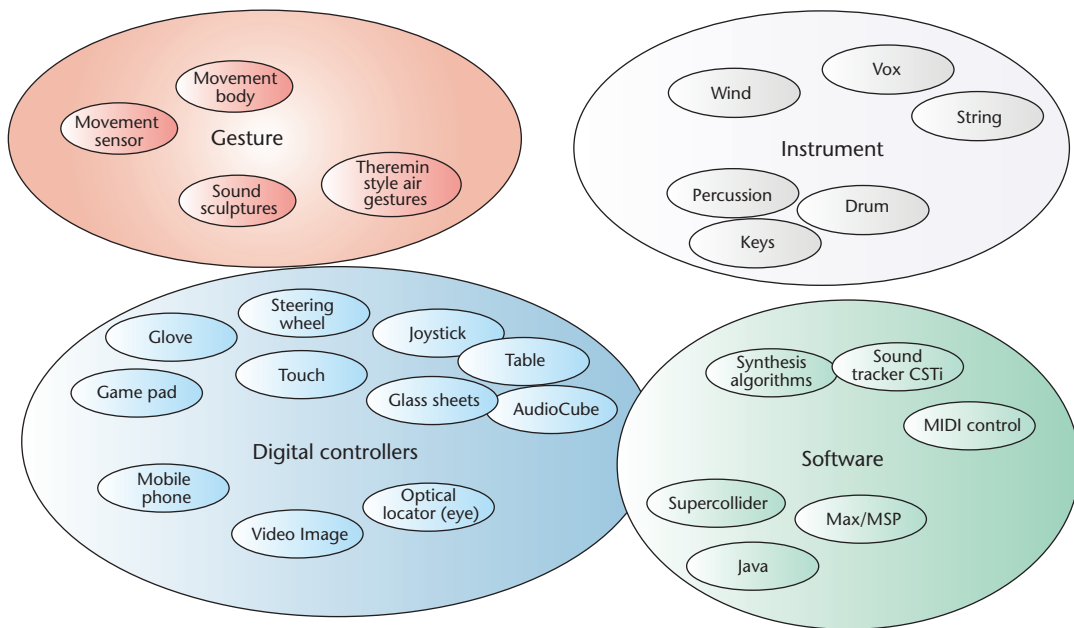 Movement
body
Movement
sensor
Gesture
Theremin
style air
gestures
Sound
sculptures
Vox
Wind
String
Instrument
Percussion
Drum
Keys
Steering
wheel
Glove
Joystick
Table
Touch
Game pad
Glass sheets
AudioCube
Digital controllers
Mobile
phone
Optical
locator (eye)
Video Image
Synthesis
algorithms
Sound
tracker CSTi
MIDI control
Software
Supercollider
Max/MSP
Java